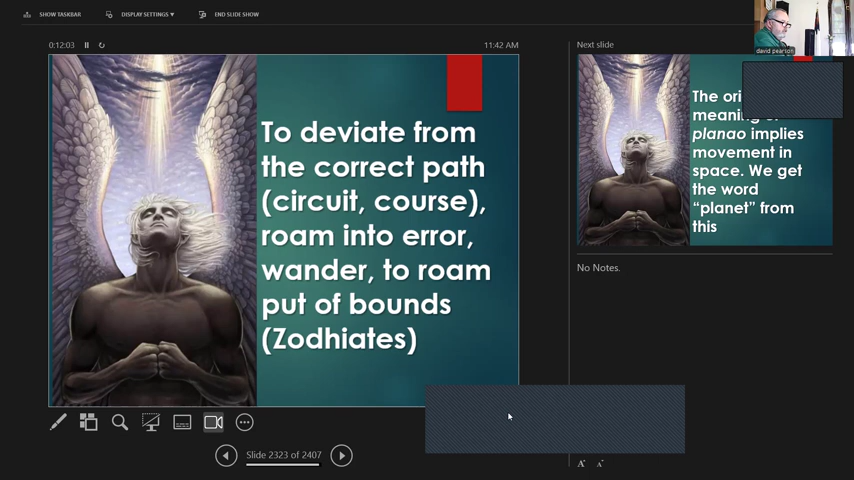 SHOW TASKBAR
DISPLAY SETTINGS ▾
END SLIDE SHOW
0:12:03
11:42 AM
To deviate from
the correct path
(circuit, course),
roam into error,
wander, to roam
put of bounds
(Zodhiates)
Slide 2323 of 2407
Next slide
The
meaning
planao implies
movement in
space. We get
the word
“planet” from
this
No Notes.
A A
david pearson